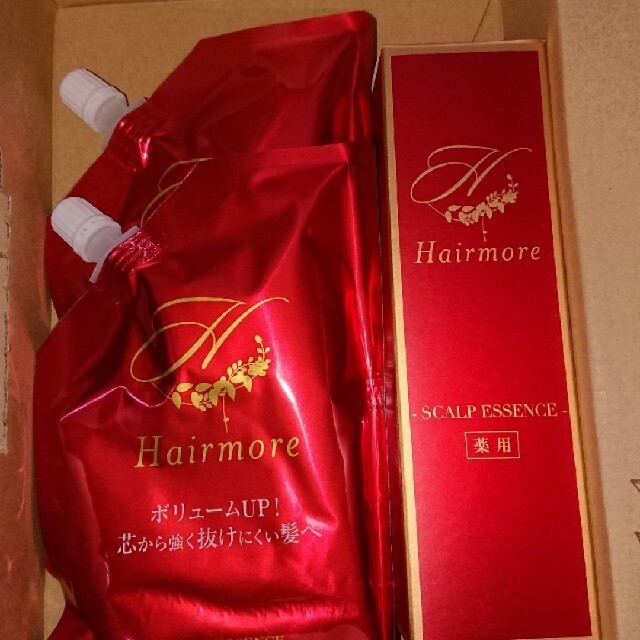 H
Hairmore
ボリュームUP!
芯から強く抜けにくい髪へ
H
Hairmore
- SCALP ESSENCE -
薬用